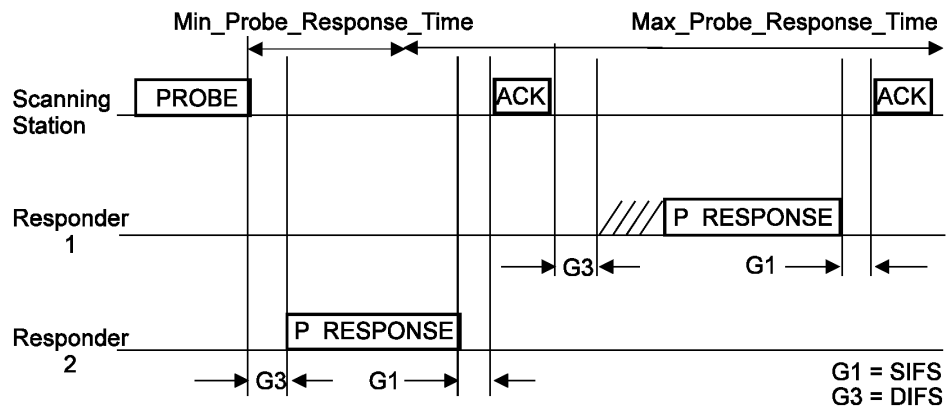 Min_Probe_Response_Time
Max_Probe_Response_Time
Scanning
Station
PROBE
ACK
ACK
Responder
1
P RESPONSE
G3
G1
Responder
2
P RESPONSE
G3
G1
G1 = SIFS
G3 = DIFS